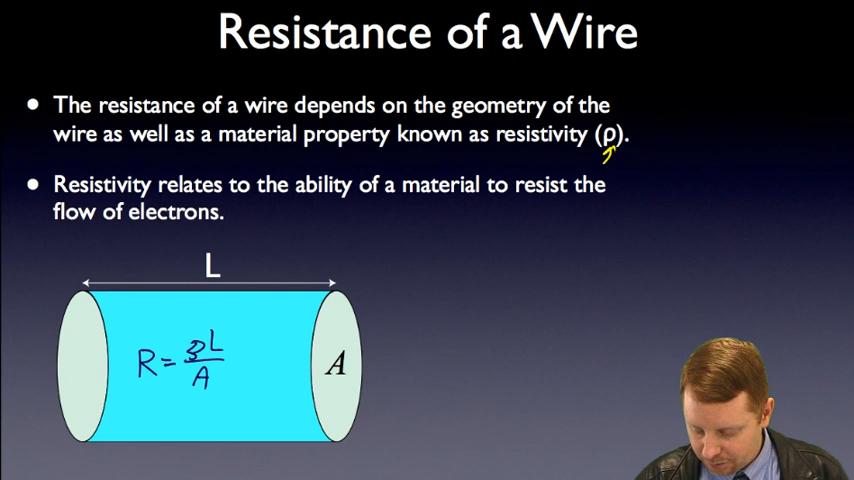 Resistance of a Wire
• The resistance of a wire depends on the geometry of the
wire as well as a material property known as resistivity (ρ).
• Resistivity relates to the ability of a material to resist the
flow of electrons.
L
R = ρL
A
A